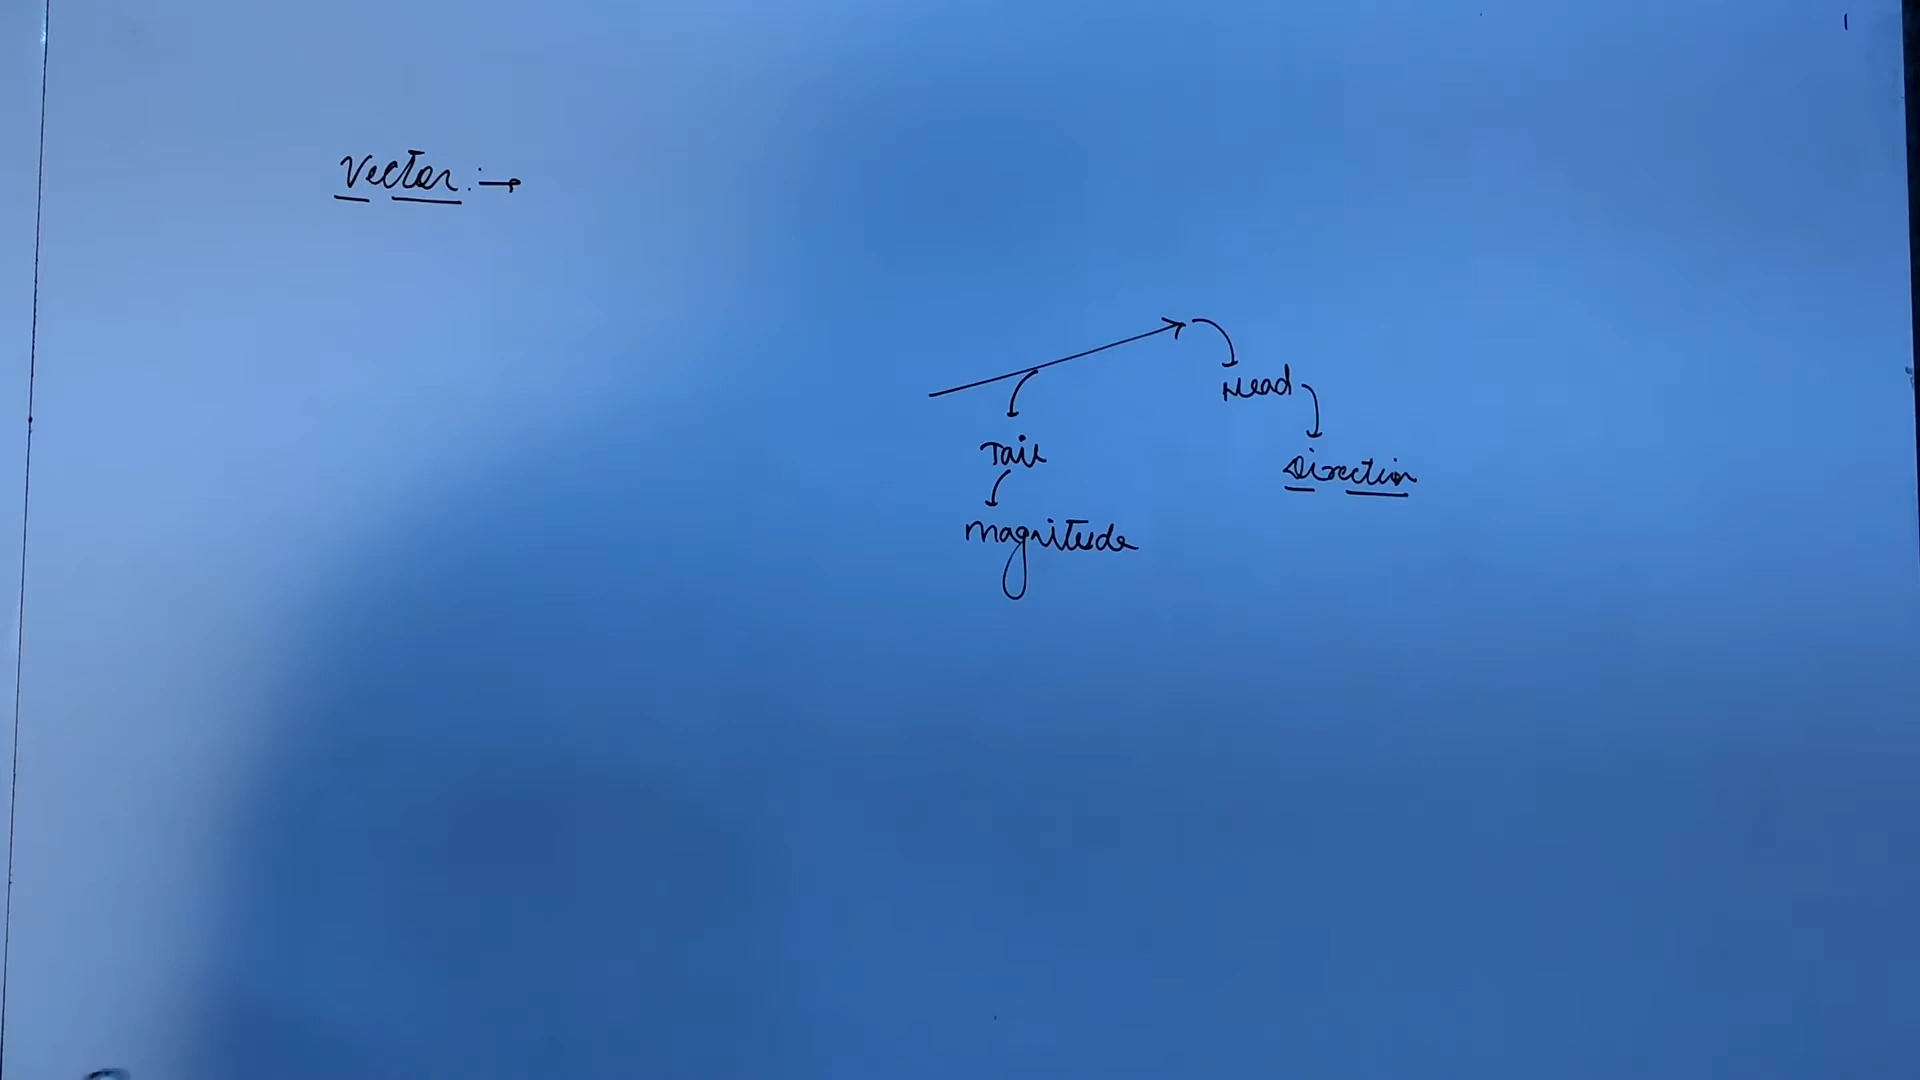 Vector :→
Head
Tail
Direction
magnitude